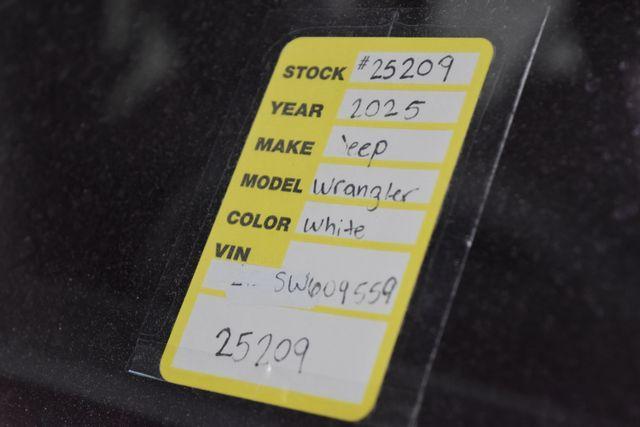 STOCK #25209
YEAR 2025
MAKE Jeep
MODEL Wrangler
COLOR White
VIN
SW609559
25209